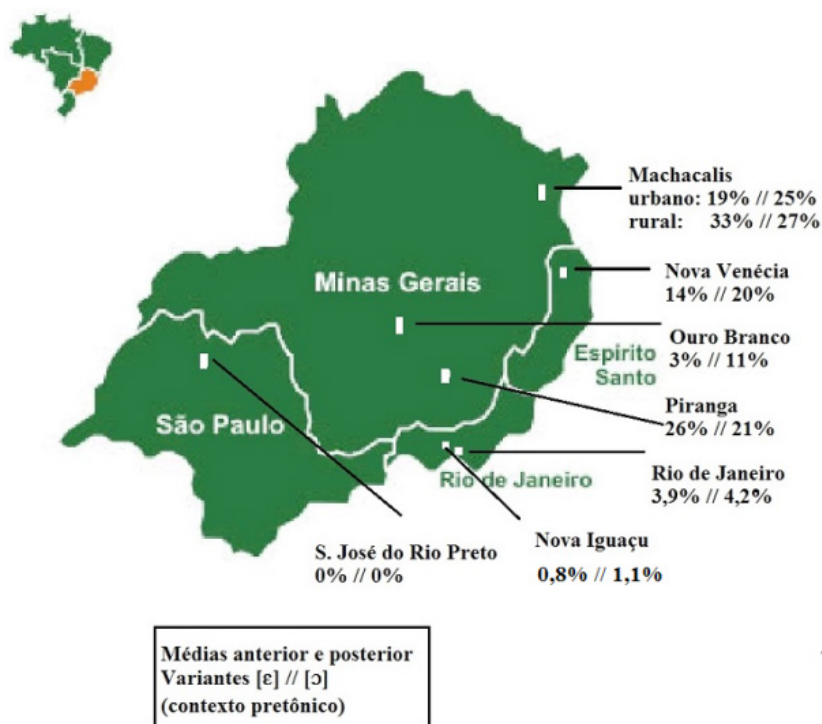 Machacalis
urbano: 19% // 25%
rural: 33% // 27%
Minas Gerais
Nova Venécia
14% // 20%
Ouro Branco
3% // 11%
Espirito
Santo
São Paulo
Piranga
26% // 21%
Rio de Janeiro
Rio de Janeiro
3,9% // 4,2%
S. José do Rio Preto
0% // 0%
Nova Iguaçu
0,8% // 1,1%
Médias anterior e posterior
Variantes [ɛ] // [ɔ]
(contexto pretônico)